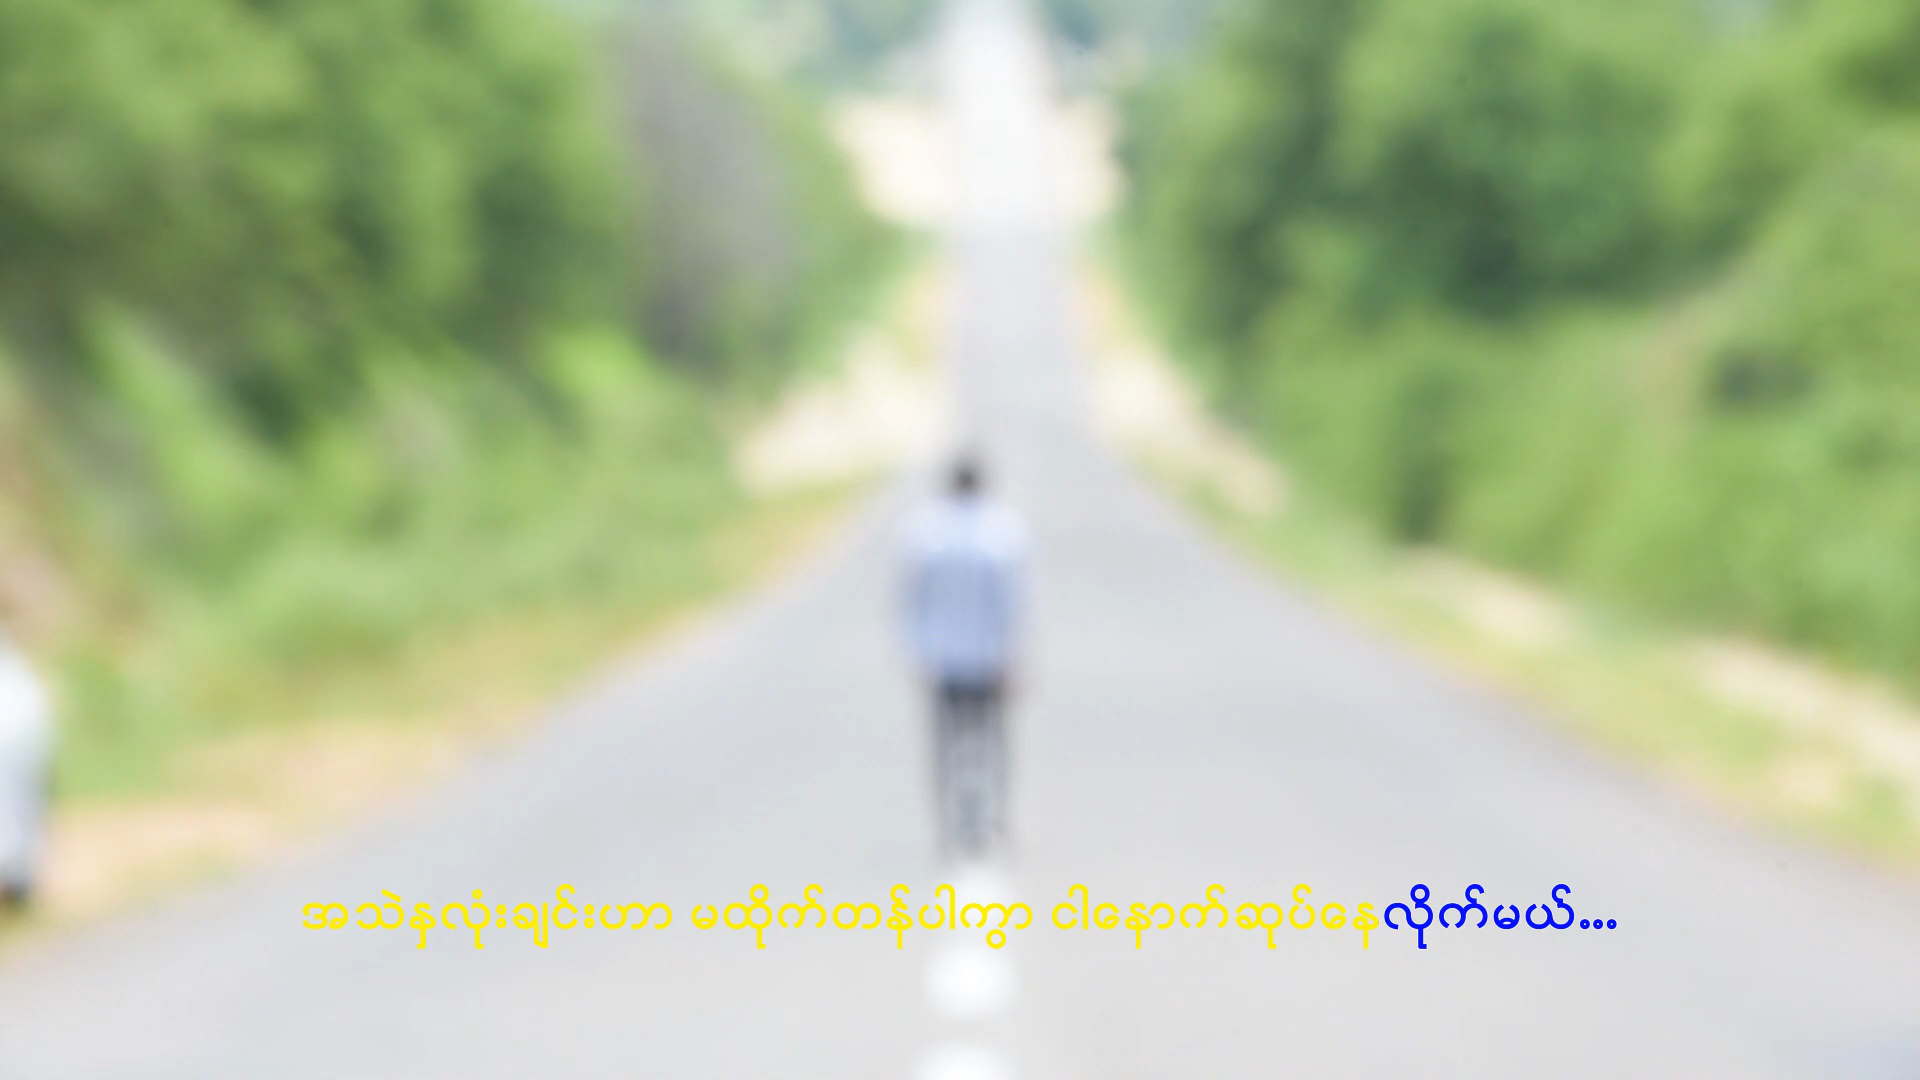 အသဲနှလုံးချင်းဟာ မထိုက်တန်ပါကွာ ငါနောက်ဆုပ်နေလိုက်မယ်...